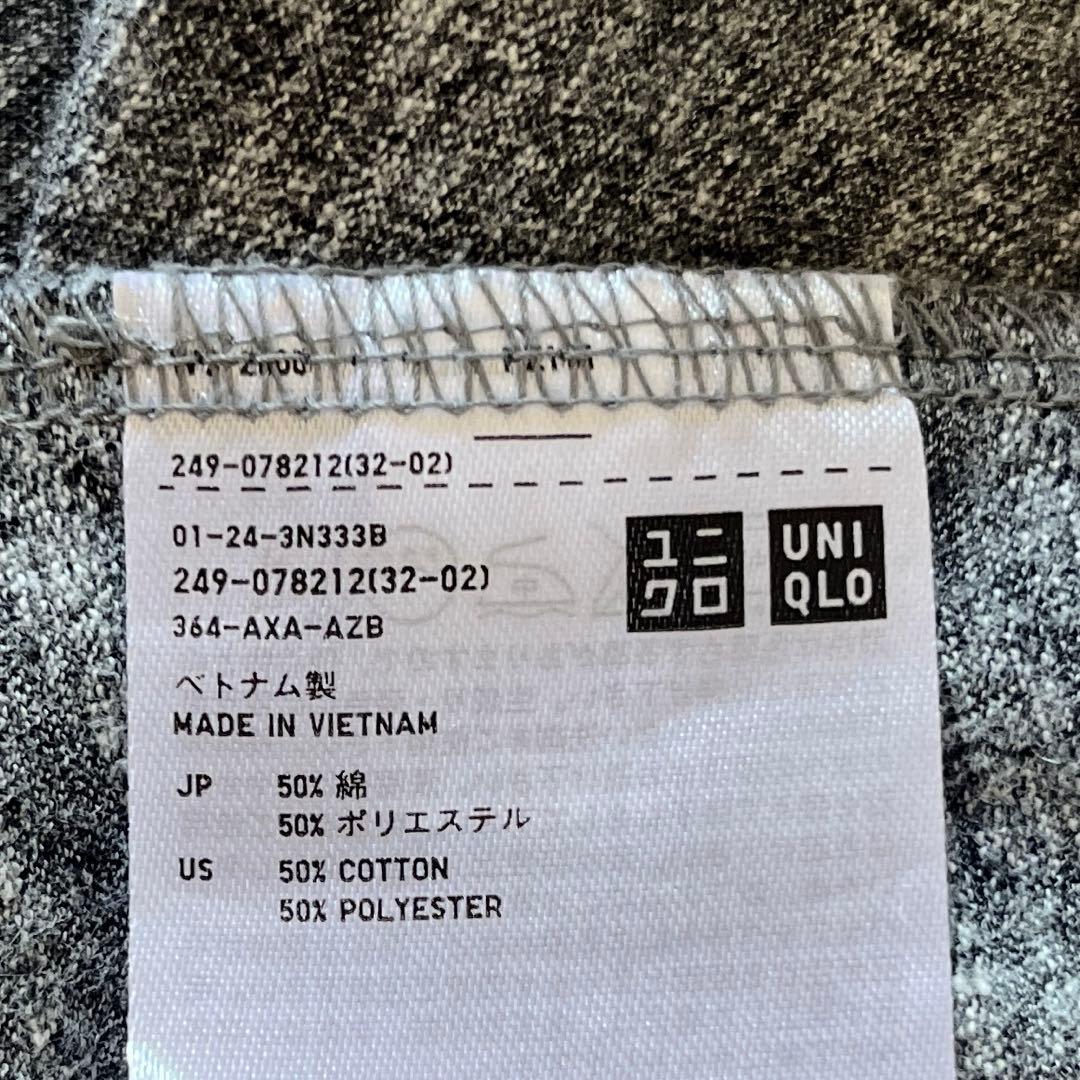 249-078212(32-02)
01-24-3N333B
249-078212(32-02)
364-AXA-AZB
ユニ
クロ
UNI
QLO
ベトナム製
MADE IN VIETNAM
JP 50% 綿
50% ポリエステル
US 50% COTTON
50% POLYESTER